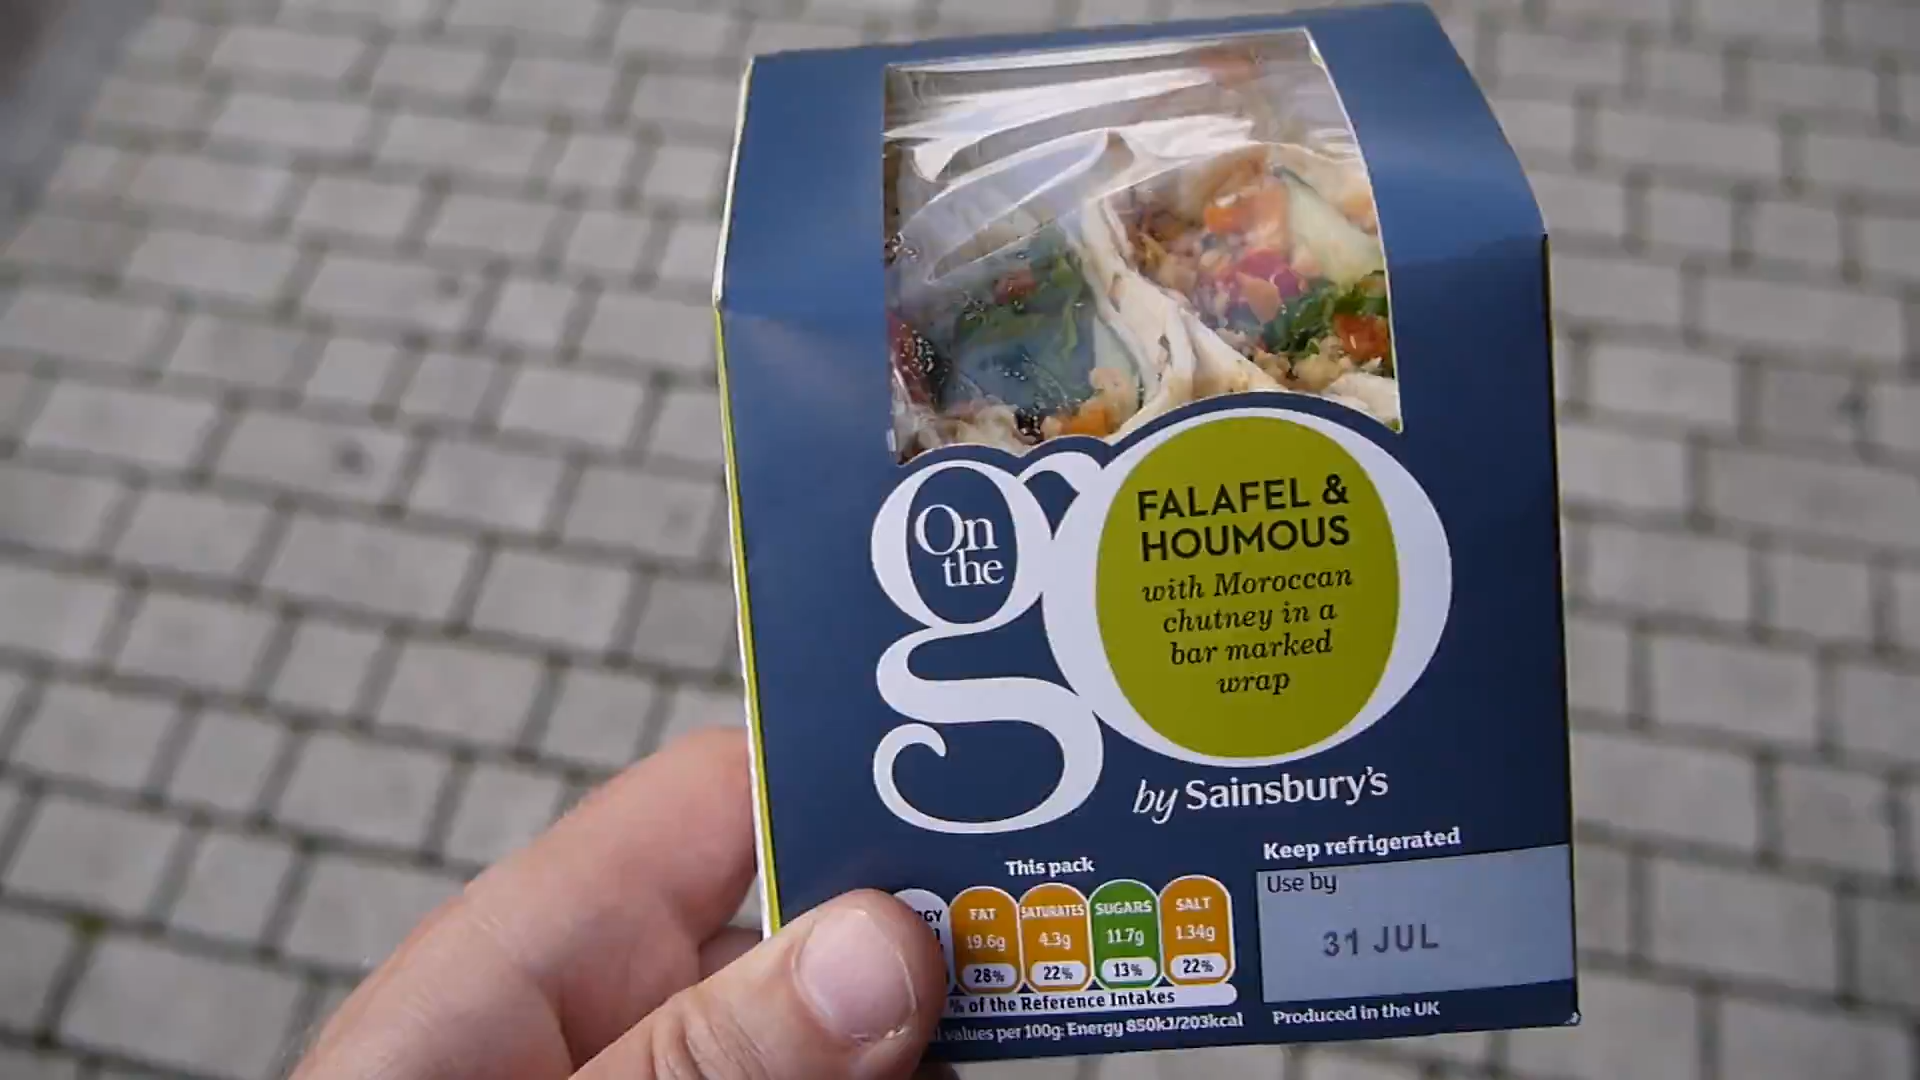 On
the
go
FALAFEL &
HOUMOUS
with Moroccan
chutney in a
bar marked
wrap
by Sainsbury's
This pack
FAT
19.6g
28%
SATURATES
4.3g
22%
SUGARS
11.7g
13%
SALT
1.34g
22%
% of the Reference Intakes
values per 100g: Energy 850kJ/203kcal
Keep refrigerated
Use by
31 JUL
Produced in the UK